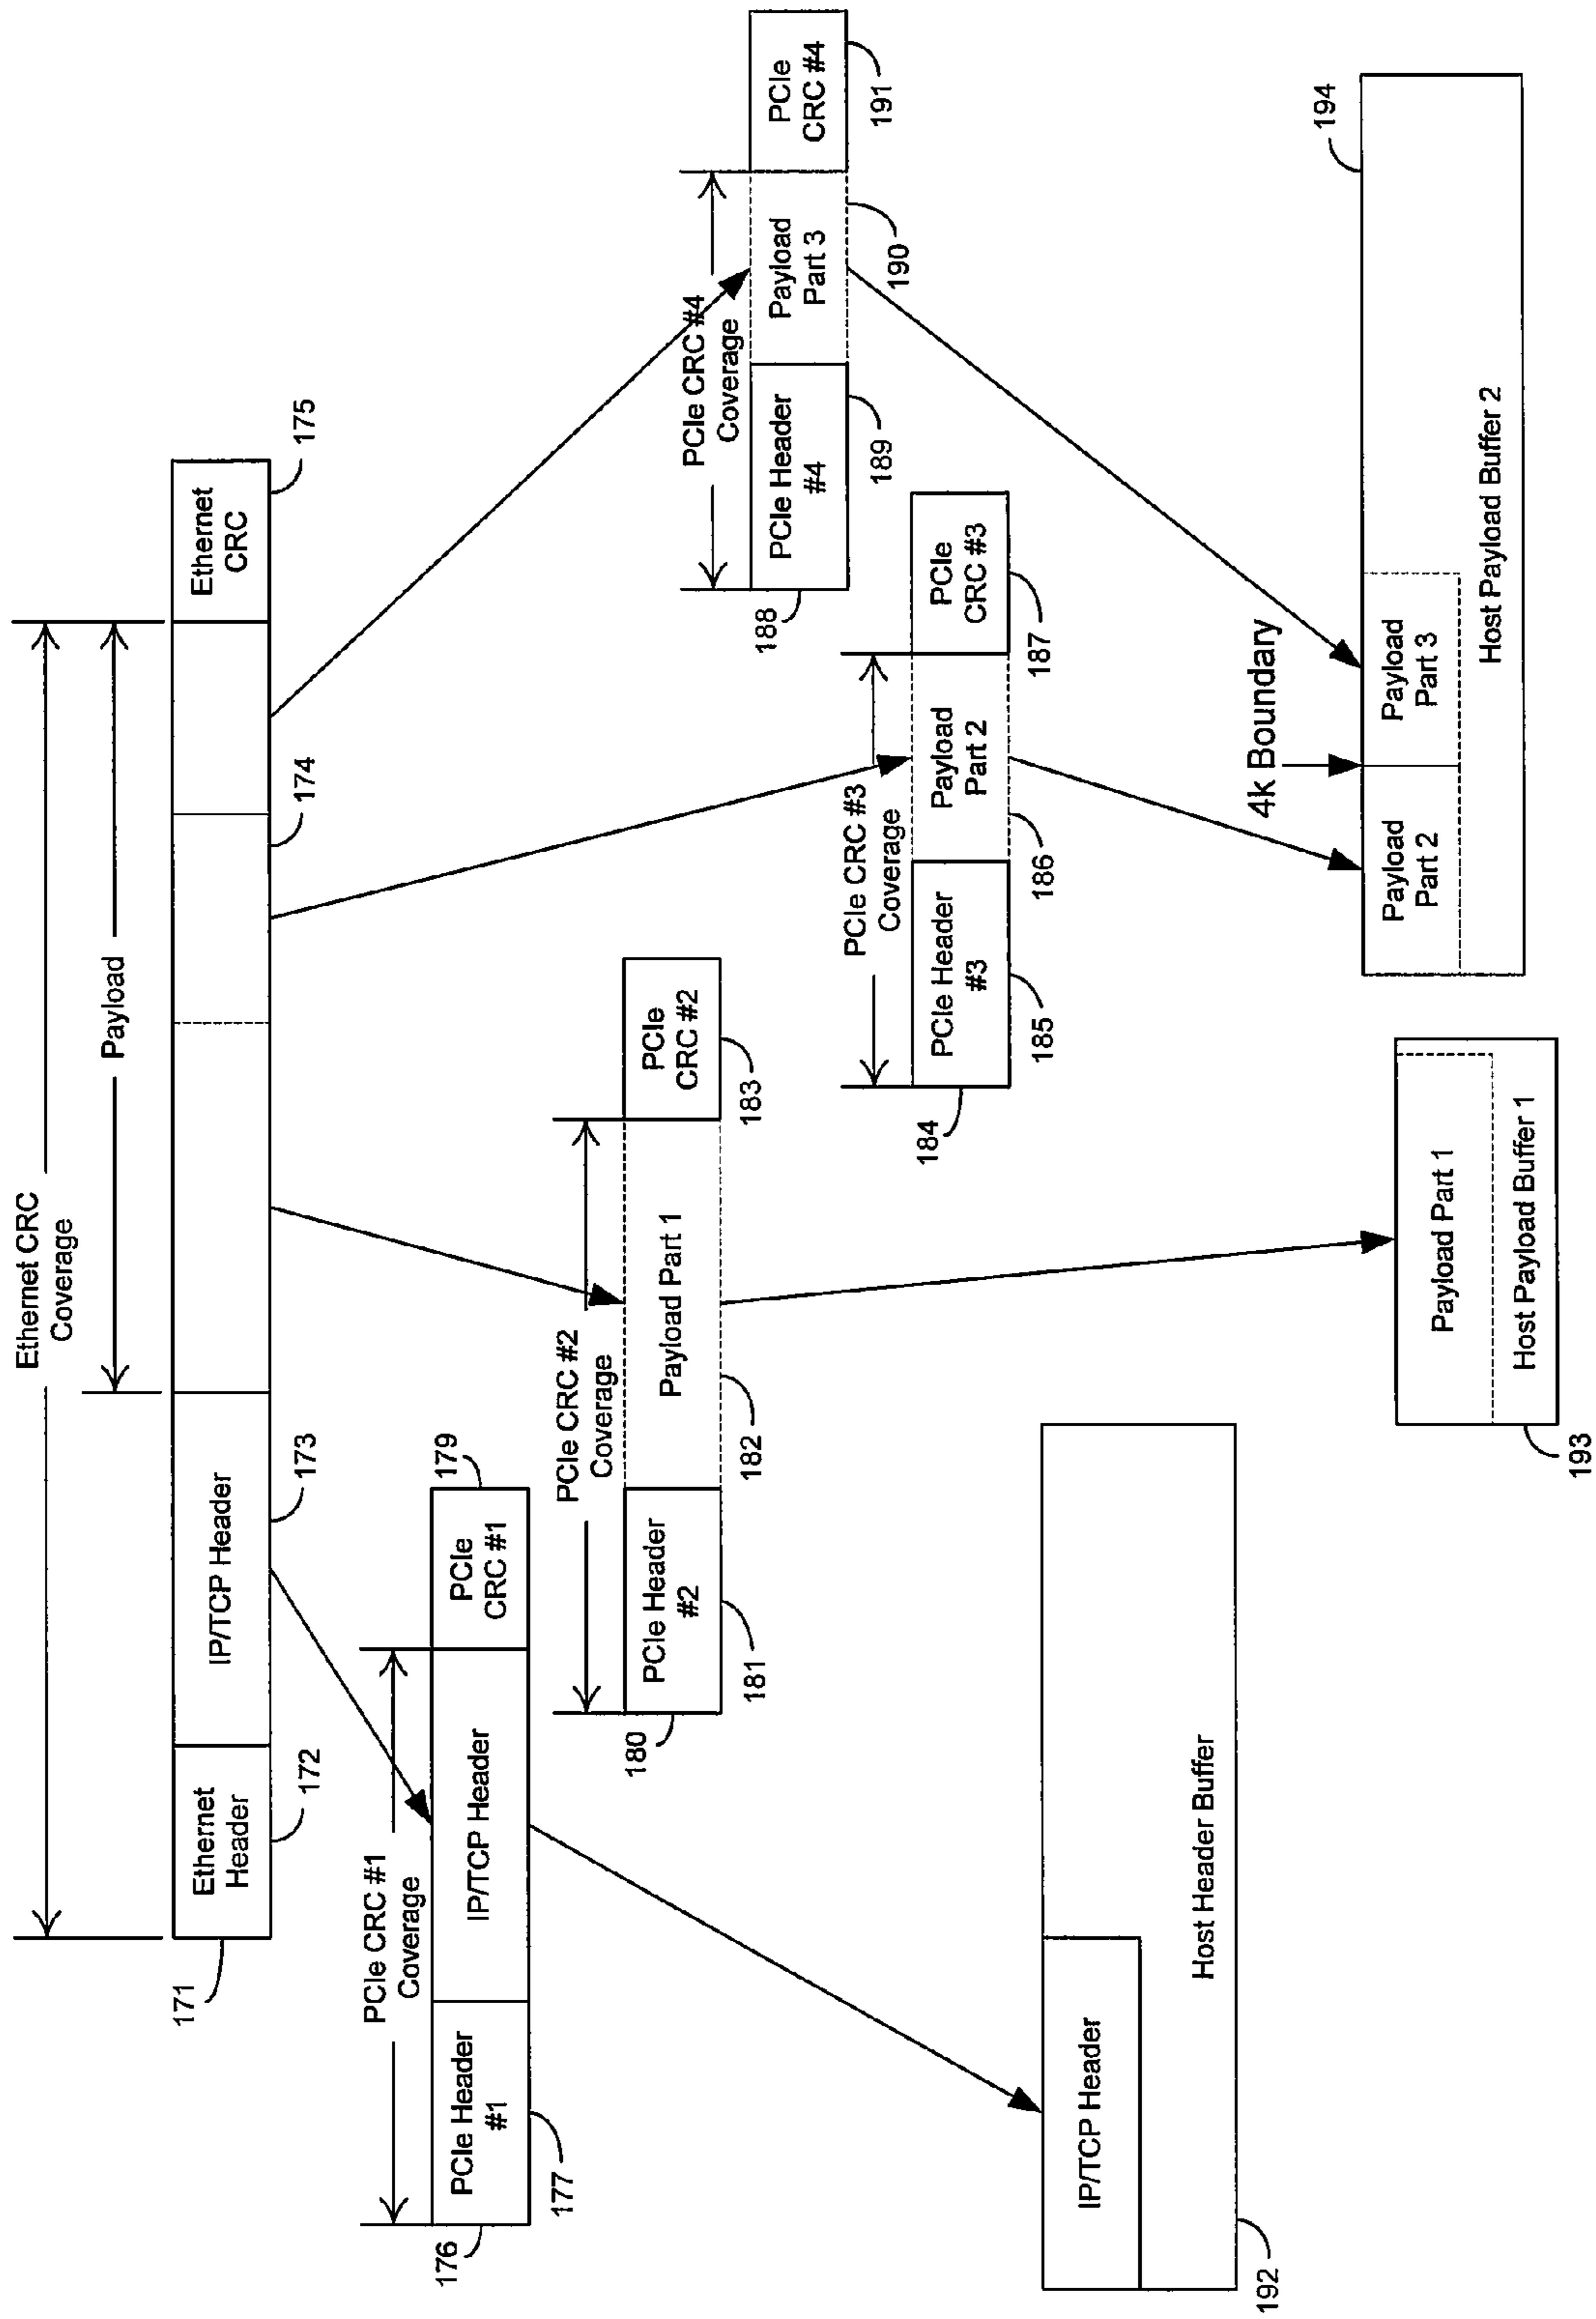 Ethernet CRC
Coverage
Payload
171
Ethernet
Header
IP/TCP Header
Ethernet
CRC
172
173
174
175
PCIe CRC #1
Coverage
176
PCIe Header
#1
IP/TCP Header
PCIe
CRC #1
177
179
PCIe CRC #2
Coverage
180
PCIe Header
#2
Payload Part 1
PCIe
CRC #2
181
182
183
PCIe CRC #3
Coverage
184
PCIe Header
#3
Payload
Part 2
PCIe
CRC #3
185
186
187
PCIe CRC #4
Coverage
188
PCIe Header
#4
Payload
Part 3
PCIe
CRC #4
189
190
191
IP/TCP Header
Host Header Buffer
192
Payload Part 1
Host Payload Buffer 1
193
4k Boundary
194
Payload
Part 2
Payload
Part 3
Host Payload Buffer 2